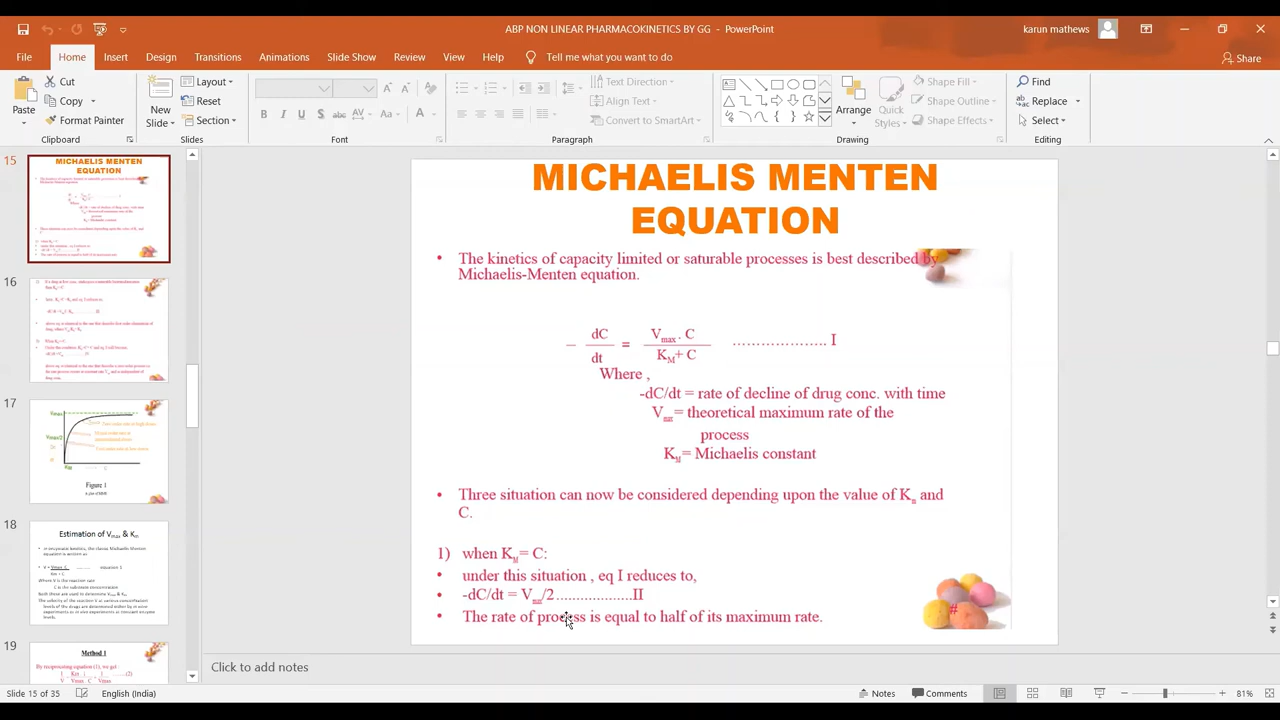 ABP NON LINEAR PHARMACOKINETICS BY GG - PowerPoint
karun mathews
File Home Insert Design Transitions Animations Slide Show Review View Help Tell me what you want to do Share
Paste
Cut
Copy
Format Painter
Clipboard
New Slide
Layout
Reset
Section
Slides
Font
Text Direction
Align Text
Convert to SmartArt
Paragraph
Arrange
Quick Styles
Shape Fill
Shape Outline
Shape Effects
Drawing
Find
Replace
Select
Editing
15
MICHAELIS MENTEN
EQUATION
16
17
Figure 1
18
Estimation of Vmax & Km
19
Method 1
By reciprocating equation (1), we get
MICHAELIS MENTEN
EQUATION
• The kinetics of capacity limited or saturable processes is best described by
Michaelis-Menten equation.
– dC/dt = Vmax . C / KM+ C ……………….. I
Where ,
-dC/dt = rate of decline of drug conc. with time
Vmax= theoretical maximum rate of the
process
KM= Michaelis constant
• Three situation can now be considered depending upon the value of Km and
C.
1) when KM= C:
• under this situation , eq I reduces to,
• -dC/dt = Vmax/2………………..II
• The rate of process is equal to half of its maximum rate.
Click to add notes
Slide 15 of 35 English (India) Notes Comments 81%